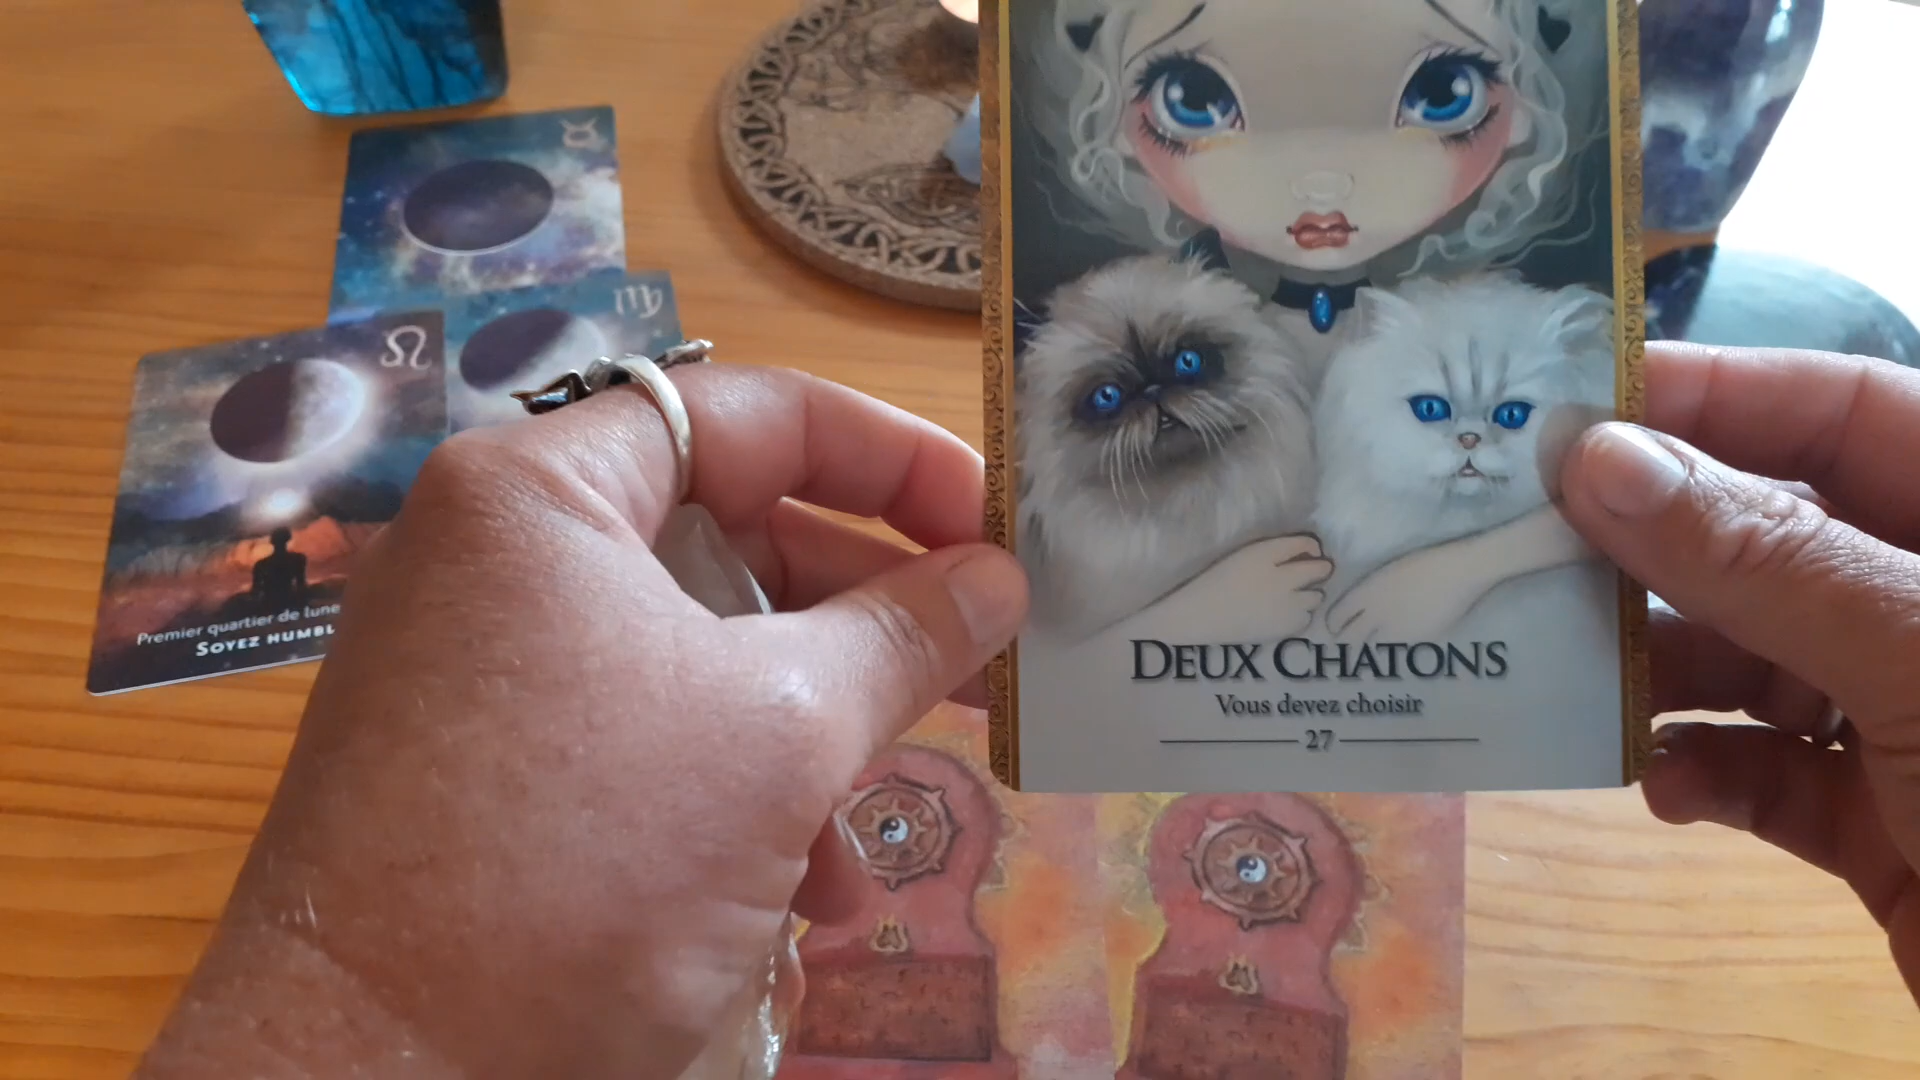 Premier quartier de lune
SOYEZ HUMBL
DEUX CHATONS
Vous devez choisir
27